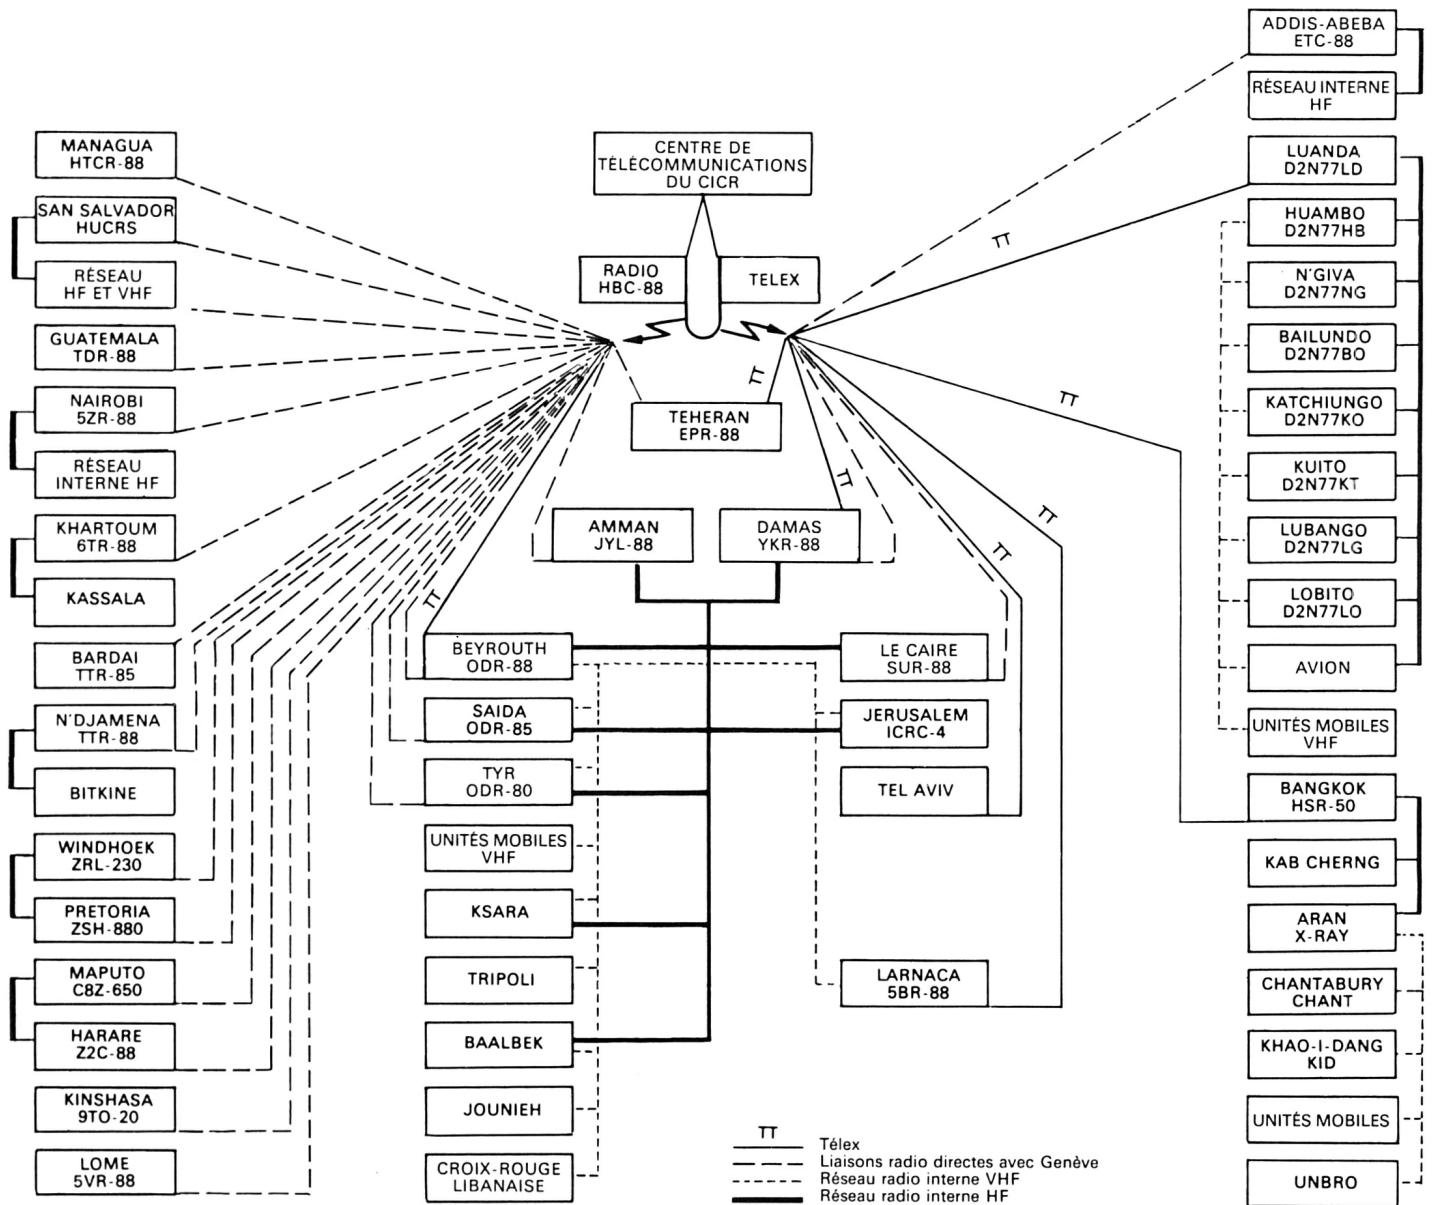 CENTRE DE
TÉLÉCOMMUNICATIONS
DU CICR
RADIO
HBC-88
TELEX
TEHERAN
EPR-88
AMMAN
JYL-88
DAMAS
YKR-88
MANAGUA
HTCR-88
SAN SALVADOR
HUCRS
RÉSEAU
HF ET VHF
GUATEMALA
TDR-88
NAIROBI
5ZR-88
RÉSEAU
INTERNE HF
KHARTOUM
6TR-88
KASSALA
BARDAI
TTR-85
N'DJAMENA
TTR-88
BITKINE
WINDHOEK
ZRL-230
PRETORIA
ZSH-880
MAPUTO
C8Z-650
HARARE
Z2C-88
KINSHASA
9TO-20
LOME
5VR-88
BEYROUTH
ODR-88
SAIDA
ODR-85
TYR
ODR-80
UNITÉS MOBILES
VHF
KSARA
TRIPOLI
BAALBEK
JOUNIEH
CROIX-ROUGE
LIBANAISE
LE CAIRE
SUR-88
JERUSALEM
ICRC-4
TEL AVIV
LARNACA
5BR-88
ADDIS-ABEBA
ETC-88
RÉSEAU INTERNE
HF
LUANDA
D2N77LD
HUAMBO
D2N77HB
N'GIVA
D2N77NG
BAILUNDO
D2N77BO
KATCHIUNGO
D2N77KO
KUITO
D2N77KT
LUBANGO
D2N77LG
LOBITO
D2N77LO
AVION
UNITÉS MOBILES
VHF
BANGKOK
HSR-50
KAB CHERNG
ARAN
X-RAY
CHANTABURY
CHANT
KHAO-I-DANG
KID
UNITÉS MOBILES
UNBRO
TT
TT
TT
TT
TT
TT
TT
TT
Télex
Liaisons radio directes avec Genève
Réseau radio interne VHF
Réseau radio interne HF